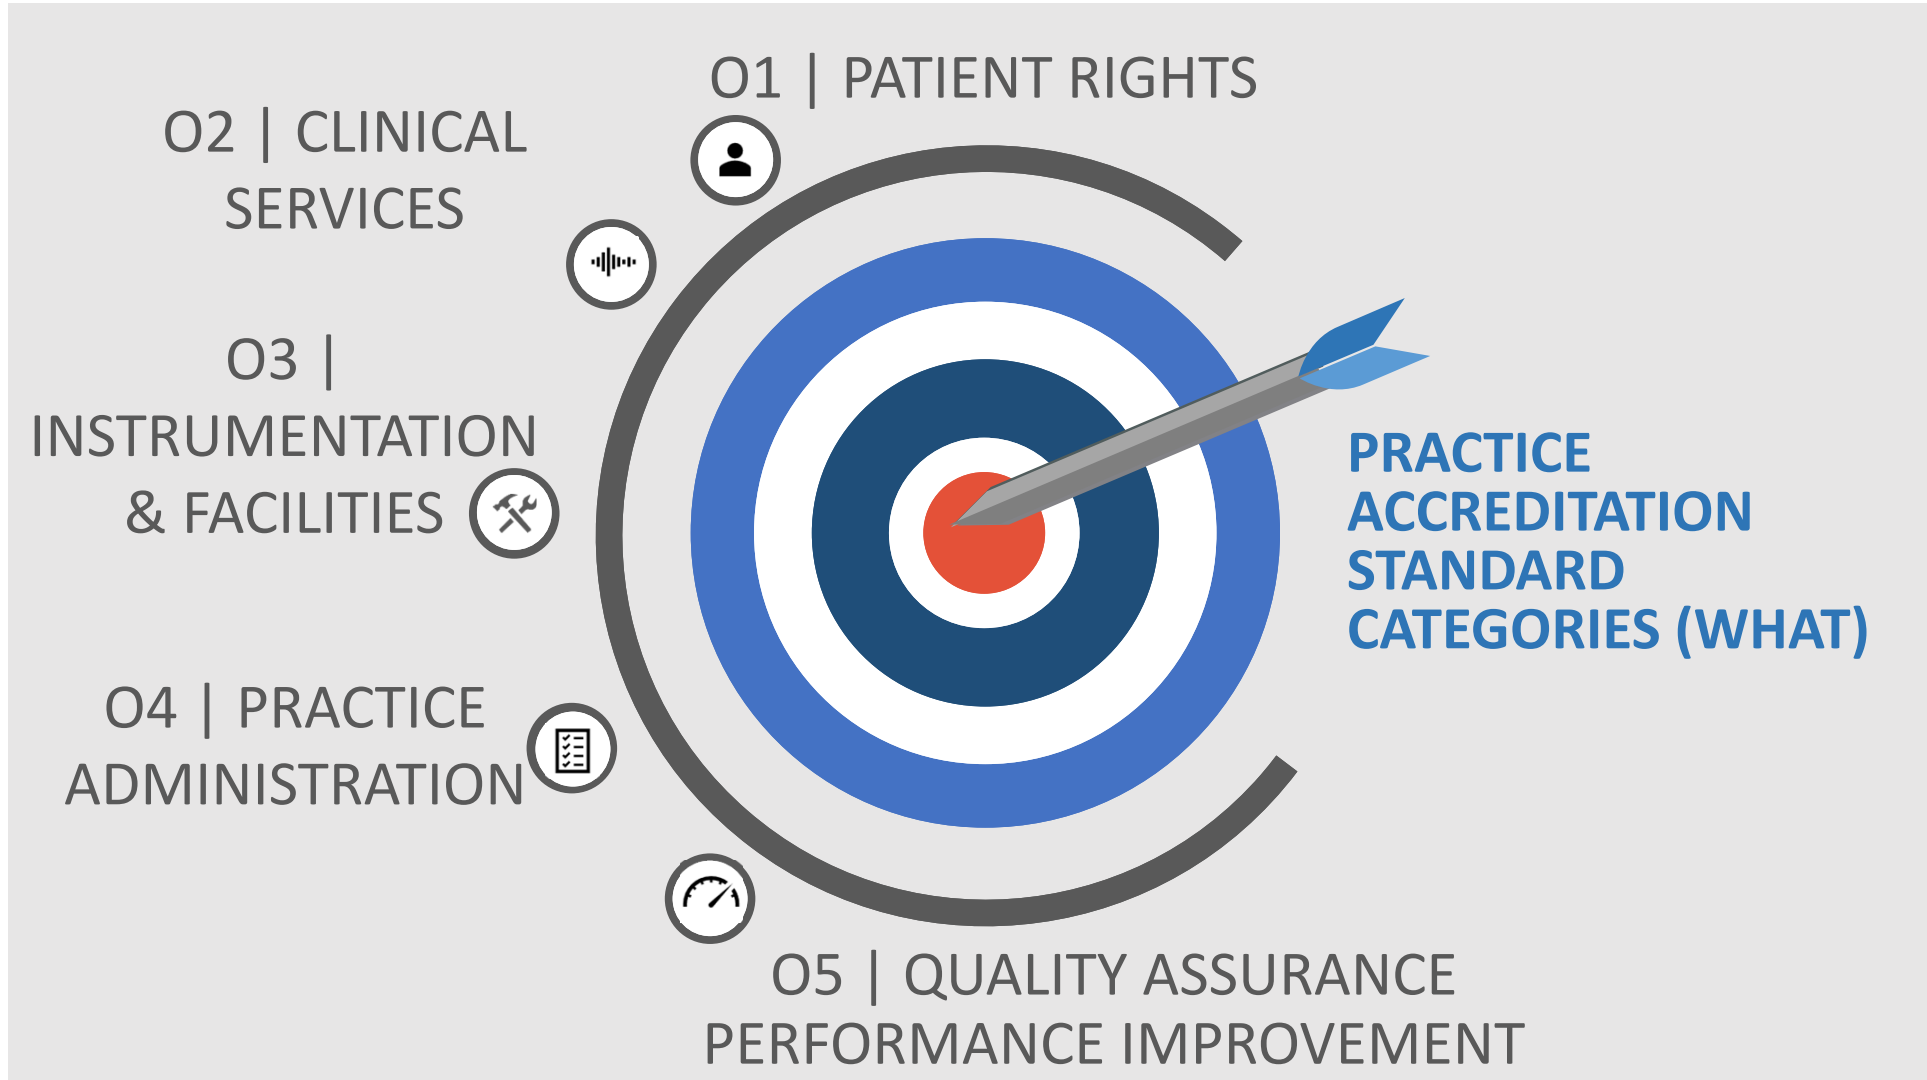 O1 | PATIENT RIGHTS
O2 | CLINICAL
SERVICES
O3 |
INSTRUMENTATION
& FACILITIES
O4 | PRACTICE
ADMINISTRATION
O5 | QUALITY ASSURANCE
PERFORMANCE IMPROVEMENT
PRACTICE
ACCREDITATION
STANDARD
CATEGORIES (WHAT)